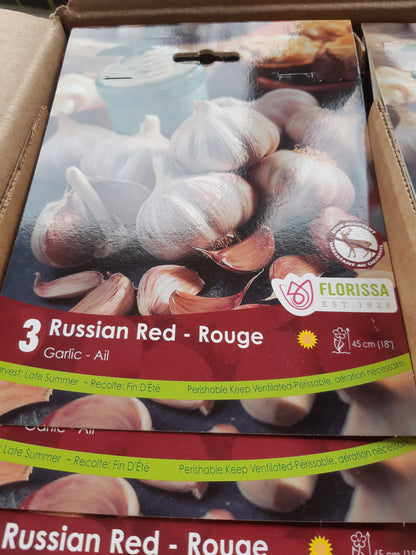 FLORISSA
EST. 1928
3 Russian Red - Rouge
Garlic - Ail
45 cm (18")
Harvest: Late Summer ~ Recolte: Fin D'Été
Perishable Keep Ventilated-Périssable, aération nécessaire
Garlic - Ail
Late Summer ~ Recolte: Fin D'Été
Perishable Keep Ventilated-Périssable, aération nécessaire
Russian Red - Rouge